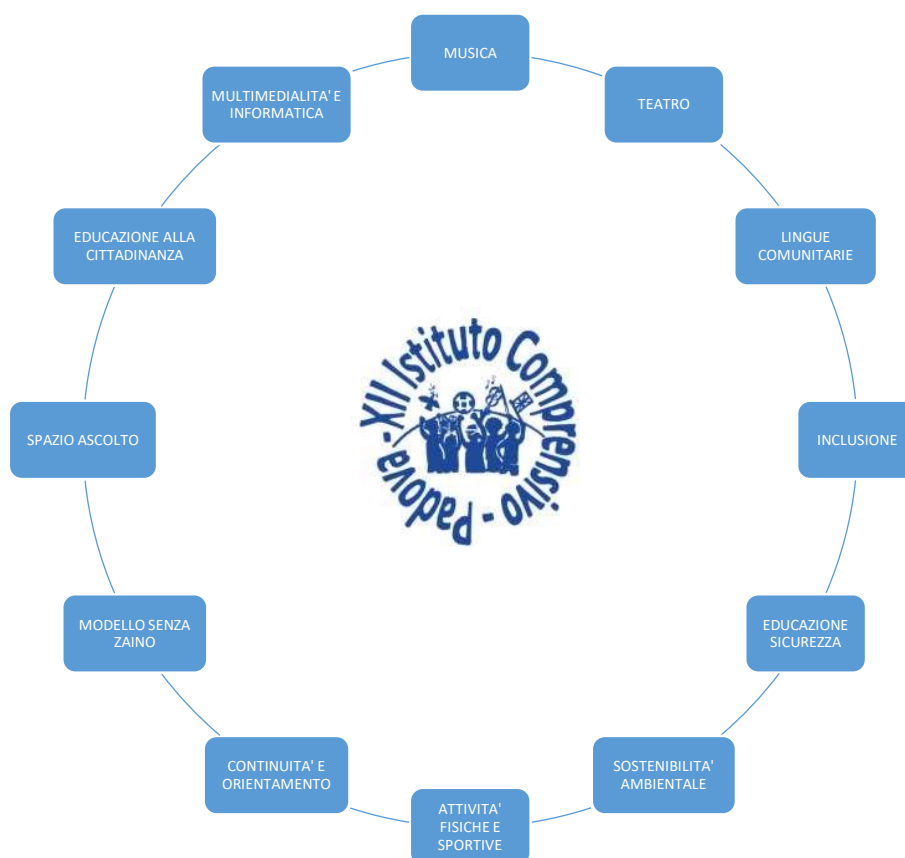 MUSICA
TEATRO
LINGUE
COMUNITARIE
INCLUSIONE
EDUCAZIONE
SICUREZZA
SOSTENIBILITA'
AMBIENTALE
ATTIVITA'
FISICHE E
SPORTIVE
CONTINUITA' E
ORIENTAMENTO
MODELLO SENZA
ZAINO
SPAZIO ASCOLTO
EDUCAZIONE ALLA
CITTADINANZA
MULTIMEDIALITA' E
INFORMATICA
XII Istituto Comprensivo - Padova -